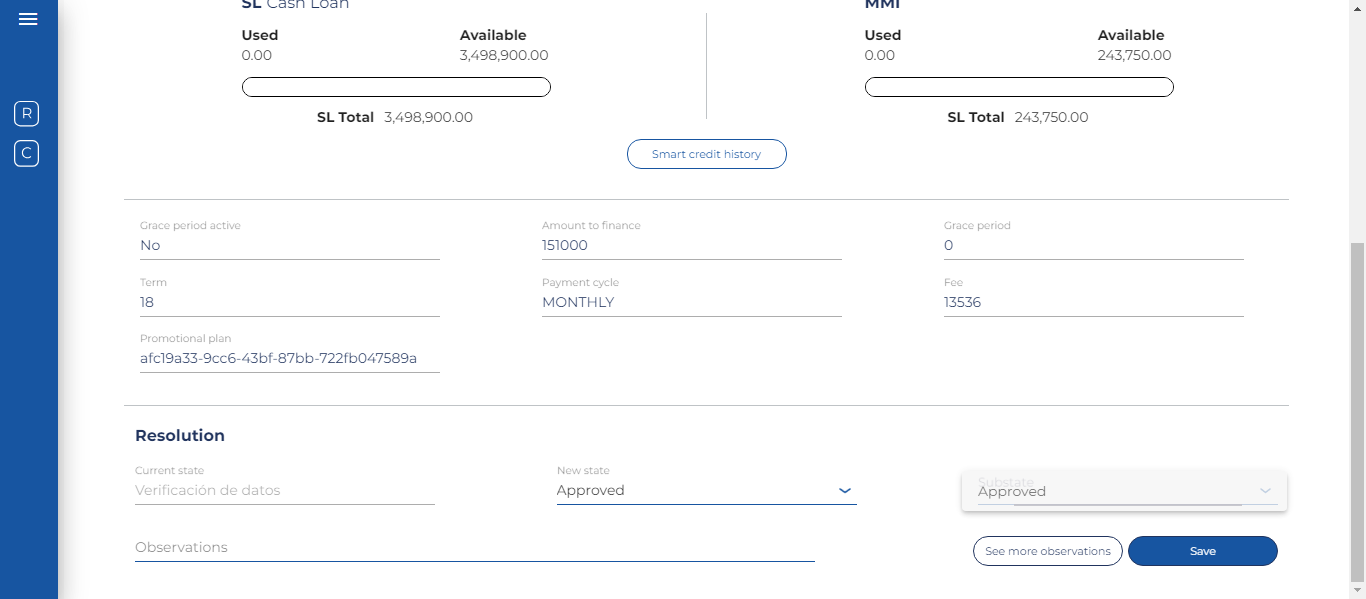 SL Cash Loan
MMI
Used
Available
0.00
3,498,900.00
Used
Available
0.00
243,750.00
SL Total 3,498,900.00
SL Total 243,750.00
R
C
Smart credit history
Grace period active
Amount to finance
Grace period
No
151000
0
Term
Payment cycle
Fee
18
MONTHLY
13536
Promotional plan
afc19a33-9cc6-43bf-87bb-722fb047589a
Resolution
Current state
New state
Substate
Verificación de datos
Approved
Approved
Observations
See more observations
Save